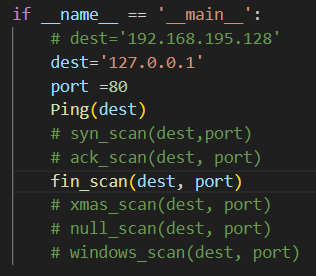 if __name__ == '__main__':
    # dest='192.168.195.128'
    dest='127.0.0.1'
    port =80
    Ping(dest)
    # syn_scan(dest,port)
    # ack_scan(dest, port)
    fin_scan(dest, port)
    # xmas_scan(dest, port)
    # null_scan(dest, port)
    # windows_scan(dest, port)